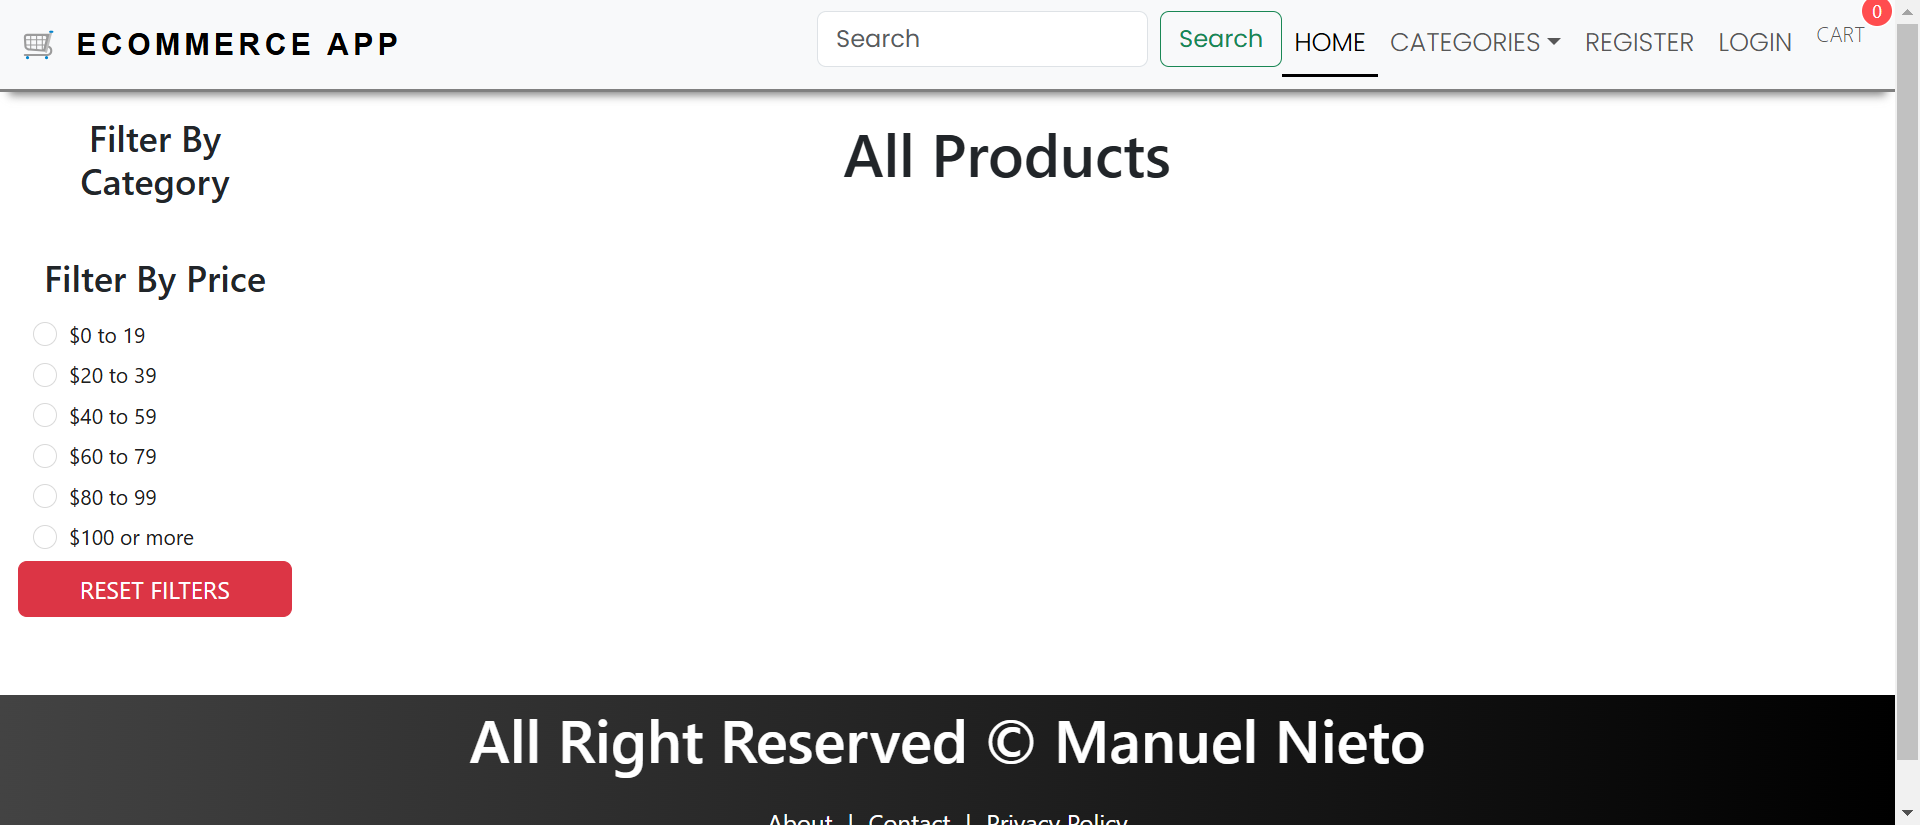 ECOMMERCE APP
Search
Search
HOME
CATEGORIES
REGISTER
LOGIN
CART
0
Filter By
Category
All Products
Filter By Price
$0 to 19
$20 to 39
$40 to 59
$60 to 79
$80 to 99
$100 or more
RESET FILTERS
All Right Reserved © Manuel Nieto
About | Contact | Privacy Policy